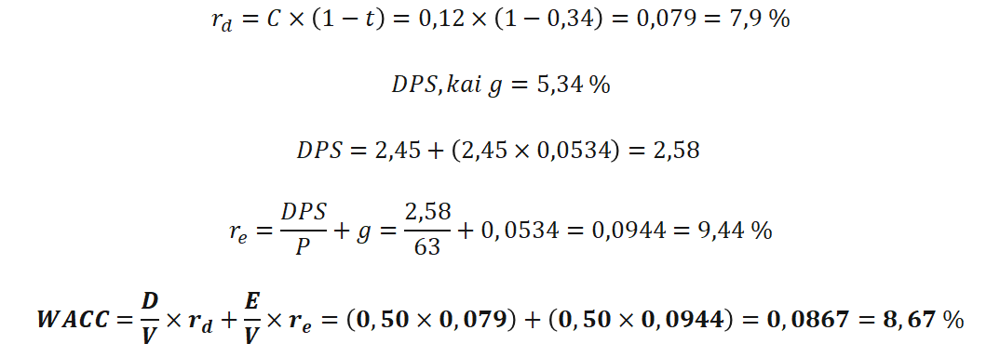 r_d = C × (1 − t) = 0,12 × (1 − 0,34) = 0,079 = 7,9 %
DPS, kai g = 5,34 %
DPS = 2,45 + (2,45 × 0,0534) = 2,58
r_e = DPS/P + g = 2,58/63 + 0,0534 = 0,0944 = 9,44 %
WACC = D/V × r_d + E/V × r_e = (0,50 × 0,079) + (0,50 × 0,0944) = 0,0867 = 8,67 %